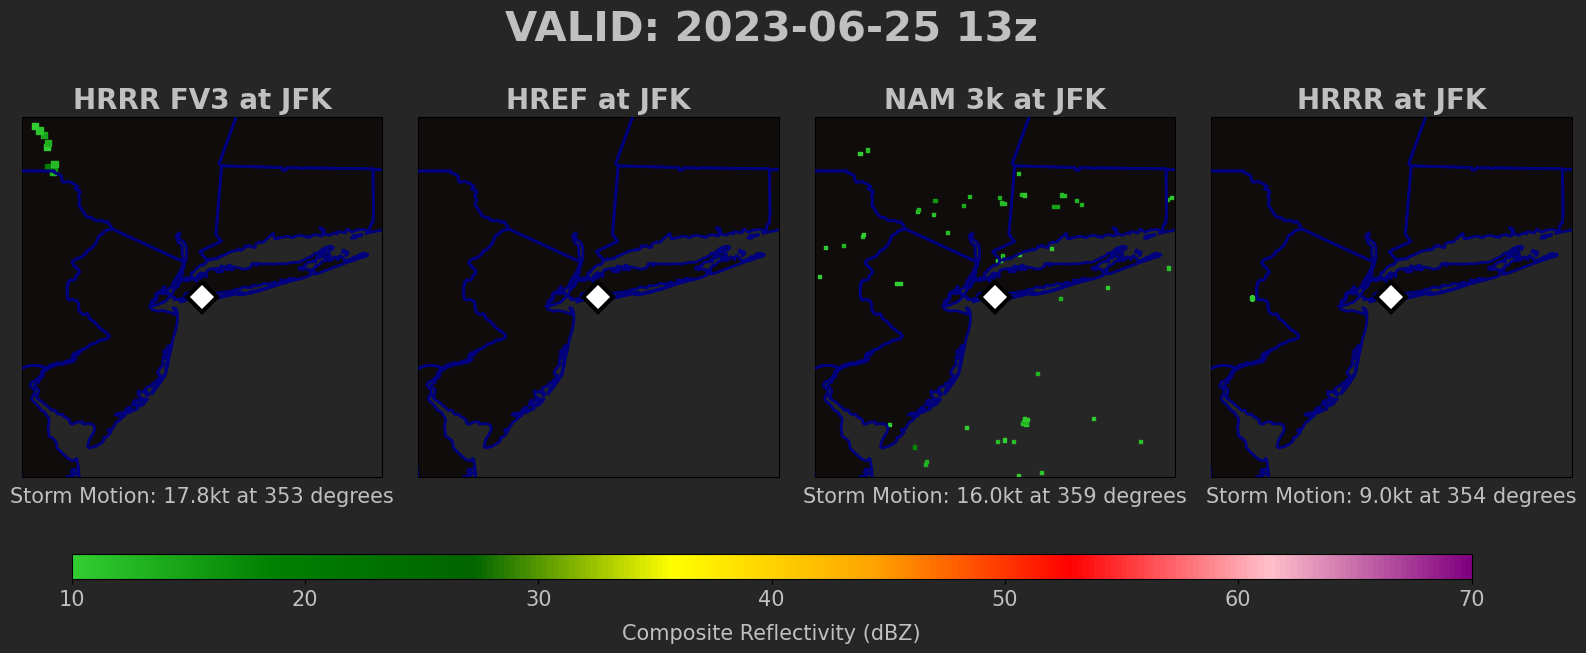 VALID: 2023-06-25 13z
HRRR FV3 at JFK
HREF at JFK
NAM 3k at JFK
HRRR at JFK
Storm Motion: 17.8kt at 353 degrees
Storm Motion: 16.0kt at 359 degrees
Storm Motion: 9.0kt at 354 degrees
10 20 30 40 50 60 70
Composite Reflectivity (dBZ)